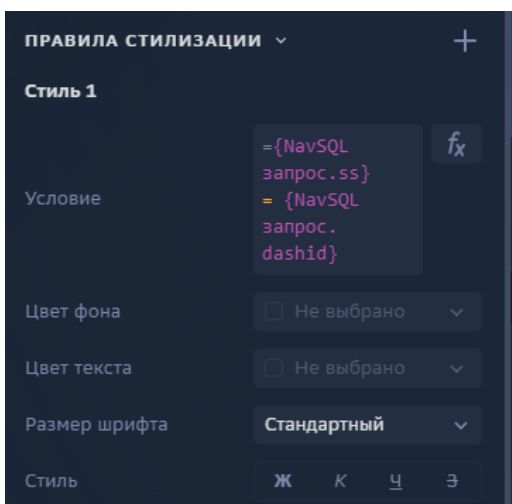 ПРАВИЛА СТИЛИЗАЦИИ
Стиль 1
Условие
={NavSQL
запрос.ss}
= {NavSQL
запрос.
dashid}
fx
Цвет фона
Не выбрано
Цвет текста
Не выбрано
Размер шрифта
Стандартный
Стиль
Ж К Ч З